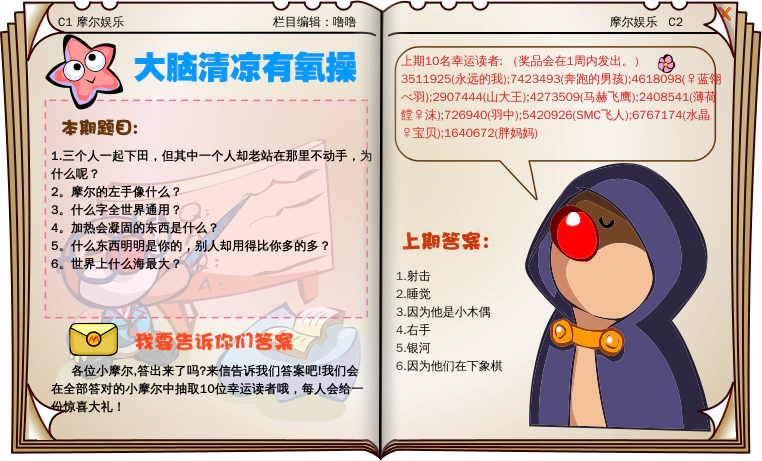 C1 摩尔娱乐
栏目编辑：噜噜
大脑清凉有氧操
本期题目:
1.三个人一起下田，但其中一个人却老站在那里不动手，为
什么呢？
2。摩尔的左手像什么？
3。什么字全世界通用？
4。加热会凝固的东西是什么？
5。什么东西明明是你的，别人却用得比你多的多？
6。世界上什么海最大？
我要告诉你们答案
各位小摩尔,答出来了吗?来信告诉我们答案吧!我们会
在全部答对的小摩尔中抽取10位幸运读者哦，每人会给一
份惊喜大礼！
摩尔娱乐 C2
上期10名幸运读者: （奖品会在1周内发出。）
3511925(永远的我);7423493(奔跑的男孩);4618098(♀蓝翎
べ羽);2907444(山大王);4273509(马赫飞鹰);2408541(薄荷
饄♀沫);726940(羽中);5420926(SMC飞人);6767174(水晶
♀宝贝);1640672(胖妈妈)
上期答案:
1.射击
2.睡觉
3.因为他是小木偶
4.右手
5.银河
6.因为他们在下象棋